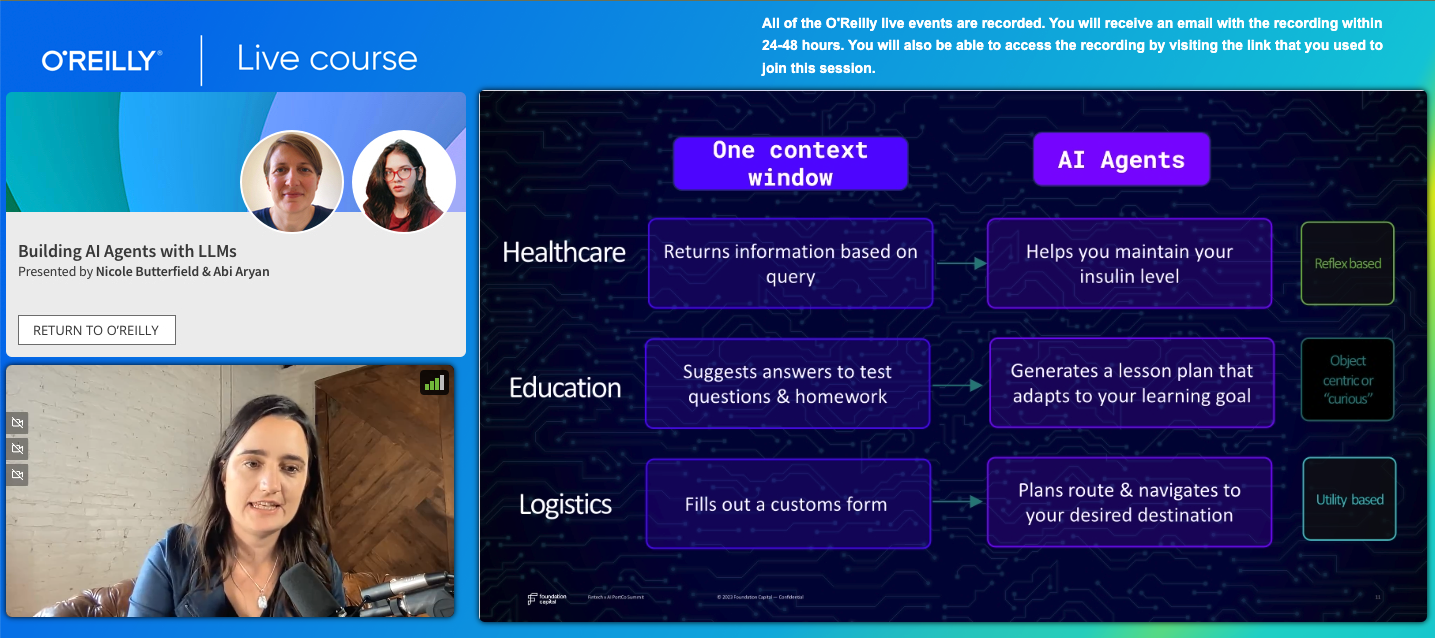 O'REILLY®
Live course
All of the O'Reilly live events are recorded. You will receive an email with the recording within
24-48 hours. You will also be able to access the recording by visiting the link that you used to
join this session.
Building AI Agents with LLMs
Presented by Nicole Butterfield & Abi Aryan
RETURN TO O'REILLY
One context
window
AI Agents
Healthcare
Returns information based on
query
Helps you maintain your
insulin level
Reflex based
Education
Suggests answers to test
questions & homework
Generates a lesson plan that
adapts to your learning goal
Object
centric or
“curious”
Logistics
Fills out a customs form
Plans route & navigates to
your desired destination
Utility based
foundation
capital
Fintech x AI PortCo Summit
© 2023 Foundation Capital — Confidential
11